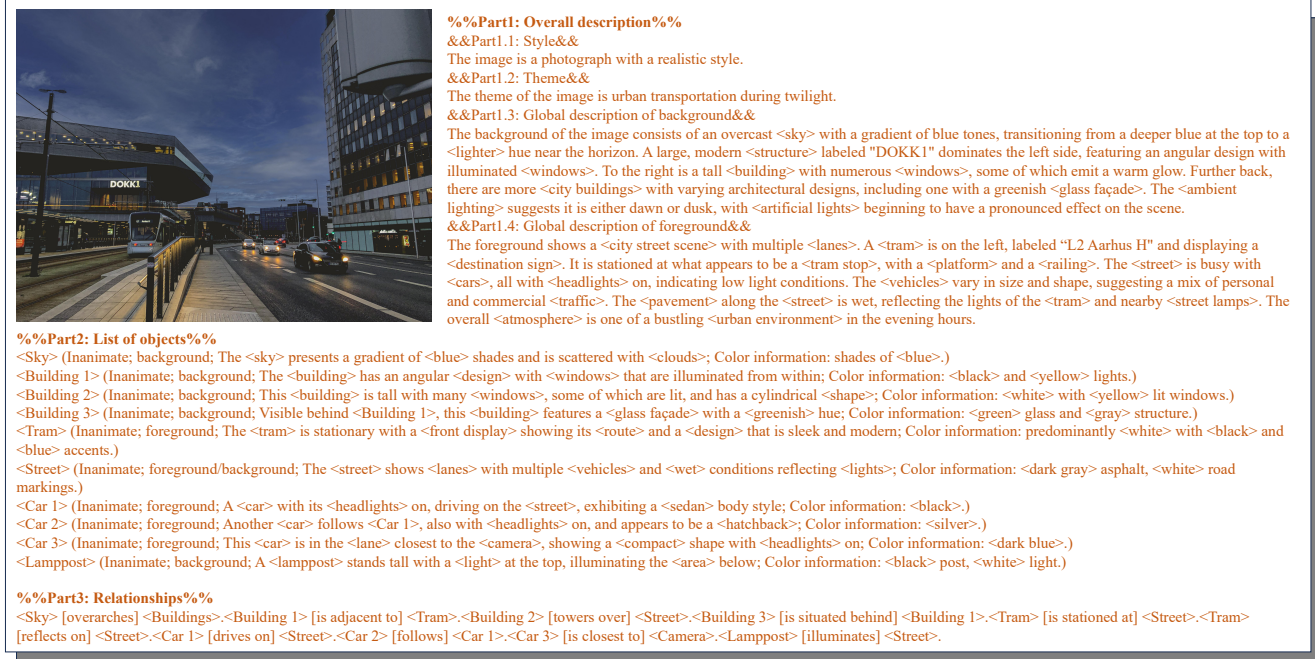 %%Part1: Overall description%%
&&Part1.1: Style&&
The image is a photograph with a realistic style.
&&Part1.2: Theme&&
The theme of the image is urban transportation during twilight.
&&Part1.3: Global description of background&&
The background of the image consists of an overcast <sky> with a gradient of blue tones, transitioning from a deeper blue at the top to a
<lighter> hue near the horizon. A large, modern <structure> labeled "DOKK1" dominates the left side, featuring an angular design with
illuminated <windows>. To the right is a tall <building> with numerous <windows>, some of which emit a warm glow. Further back,
there are more <city buildings> with varying architectural designs, including one with a greenish <glass façade>. The <ambient
lighting> suggests it is either dawn or dusk, with <artificial lights> beginning to have a pronounced effect on the scene.
&&Part1.4: Global description of foreground&&
The foreground shows a <city street scene> with multiple <lanes>. A <tram> is on the left, labeled “L2 Aarhus H" and displaying a
<destination sign>. It is stationed at what appears to be a <tram stop>, with a <platform> and a <railing>. The <street> is busy with
<cars>, all with <headlights> on, indicating low light conditions. The <vehicles> vary in size and shape, suggesting a mix of personal
and commercial <traffic>. The <pavement> along the <street> is wet, reflecting the lights of the <tram> and nearby <street lamps>. The
overall <atmosphere> is one of a bustling <urban environment> in the evening hours.
DOKK1
%%Part2: List of objects%%
<Sky> (Inanimate; background; The <sky> presents a gradient of <blue> shades and is scattered with <clouds>; Color information: shades of <blue>.)
<Building 1> (Inanimate; background; The <building> has an angular <design> with <windows> that are illuminated from within; Color information: <black> and <yellow> lights.)
<Building 2> (Inanimate; background; This <building> is tall with many <windows>, some of which are lit, and has a cylindrical <shape>; Color information: <white> with <yellow> lit windows.)
<Building 3> (Inanimate; background; Visible behind <Building 1>, this <building> features a <glass façade> with a <greenish> hue; Color information: <green> glass and <gray> structure.)
<Tram> (Inanimate; foreground; The <tram> is stationary with a <front display> showing its <route> and a <design> that is sleek and modern; Color information: predominantly <white> with <black> and
<blue> accents.)
<Street> (Inanimate; foreground/background; The <street> shows <lanes> with multiple <vehicles> and <wet> conditions reflecting <lights>; Color information: <dark gray> asphalt, <white> road
markings.)
<Car 1> (Inanimate; foreground; A <car> with its <headlights> on, driving on the <street>, exhibiting a <sedan> body style; Color information: <black>.)
<Car 2> (Inanimate; foreground; Another <car> follows <Car 1>, also with <headlights> on, and appears to be a <hatchback>; Color information: <silver>.)
<Car 3> (Inanimate; foreground; This <car> is in the <lane> closest to the <camera>, showing a <compact> shape with <headlights> on; Color information: <dark blue>.)
<Lamppost> (Inanimate; background; A <lamppost> stands tall with a <light> at the top, illuminating the <area> below; Color information: <black> post, <white> light.)
%%Part3: Relationships%%
<Sky> [overarches] <Buildings>.<Building 1> [is adjacent to] <Tram>.<Building 2> [towers over] <Street>.<Building 3> [is situated behind] <Building 1>.<Tram> [is stationed at] <Street>.<Tram>
[reflects on] <Street>.<Car 1> [drives on] <Street>.<Car 2> [follows] <Car 1>.<Car 3> [is closest to] <Camera>.<Lamppost> [illuminates] <Street>.